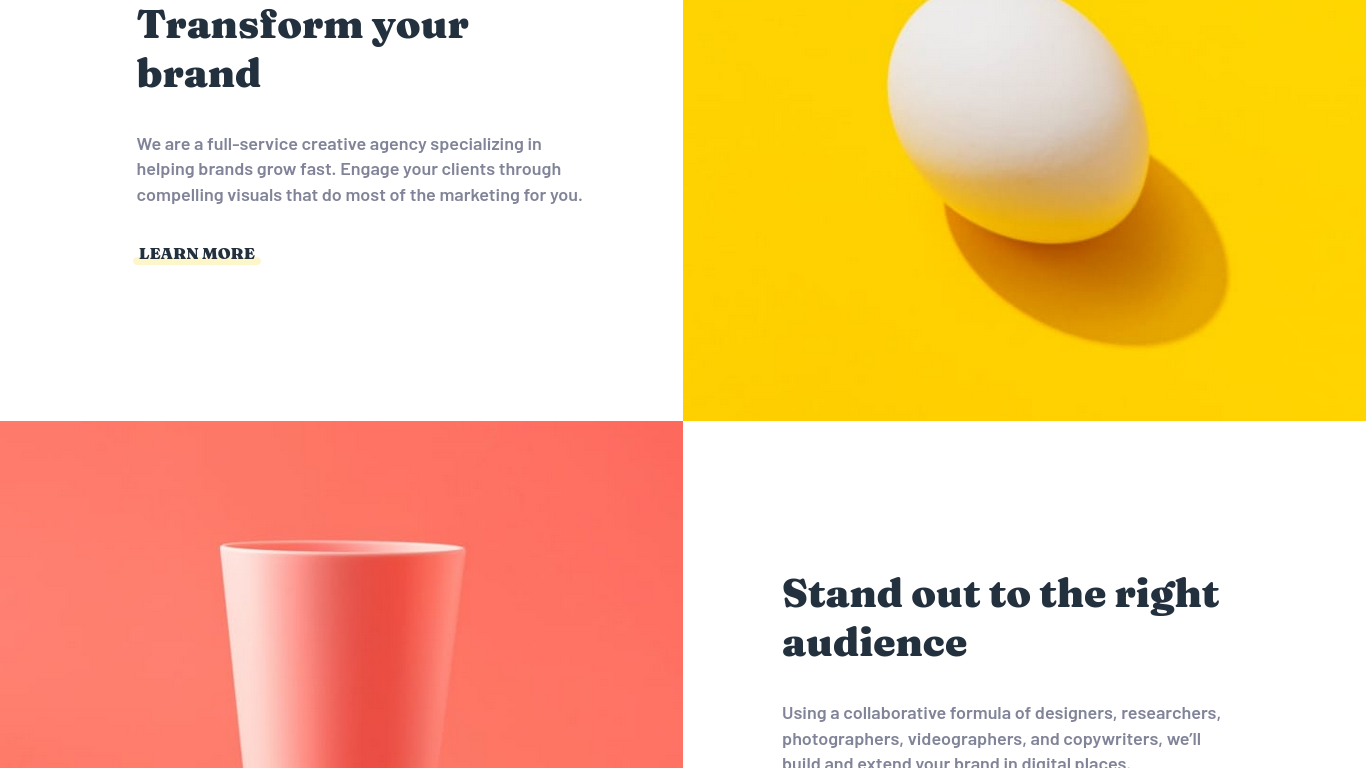 Transform your
brand
We are a full-service creative agency specializing in
helping brands grow fast. Engage your clients through
compelling visuals that do most of the marketing for you.
LEARN MORE
Stand out to the right
audience
Using a collaborative formula of designers, researchers,
photographers, videographers, and copywriters, we’ll
build and extend your brand in digital places.